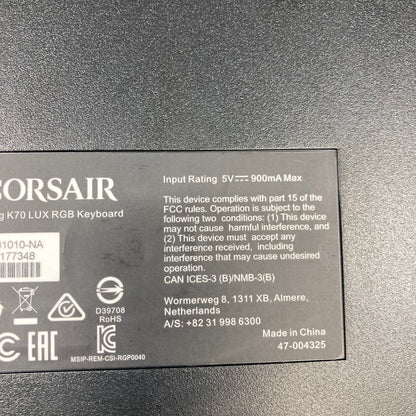 CORSAIR
g K70 LUX RGB Keyboard
01010-NA
177348
D39708
RoHS
EAC
MSIP-REM-CSI-RGP0040
Input Rating 5V⎓900mA Max
This device complies with part 15 of the
FCC rules. Operation is subject to the
following two conditions: (1) This device
may not cause harmful interference, and
(2) This device must accept any
interference received, including
interference that may cause undesired
operation.
CAN ICES-3 (B)/NMB-3(B)
Wormerweg 8, 1311 XB, Almere,
Netherlands
A/S: +82 31 998 6300
Made in China
47-004325